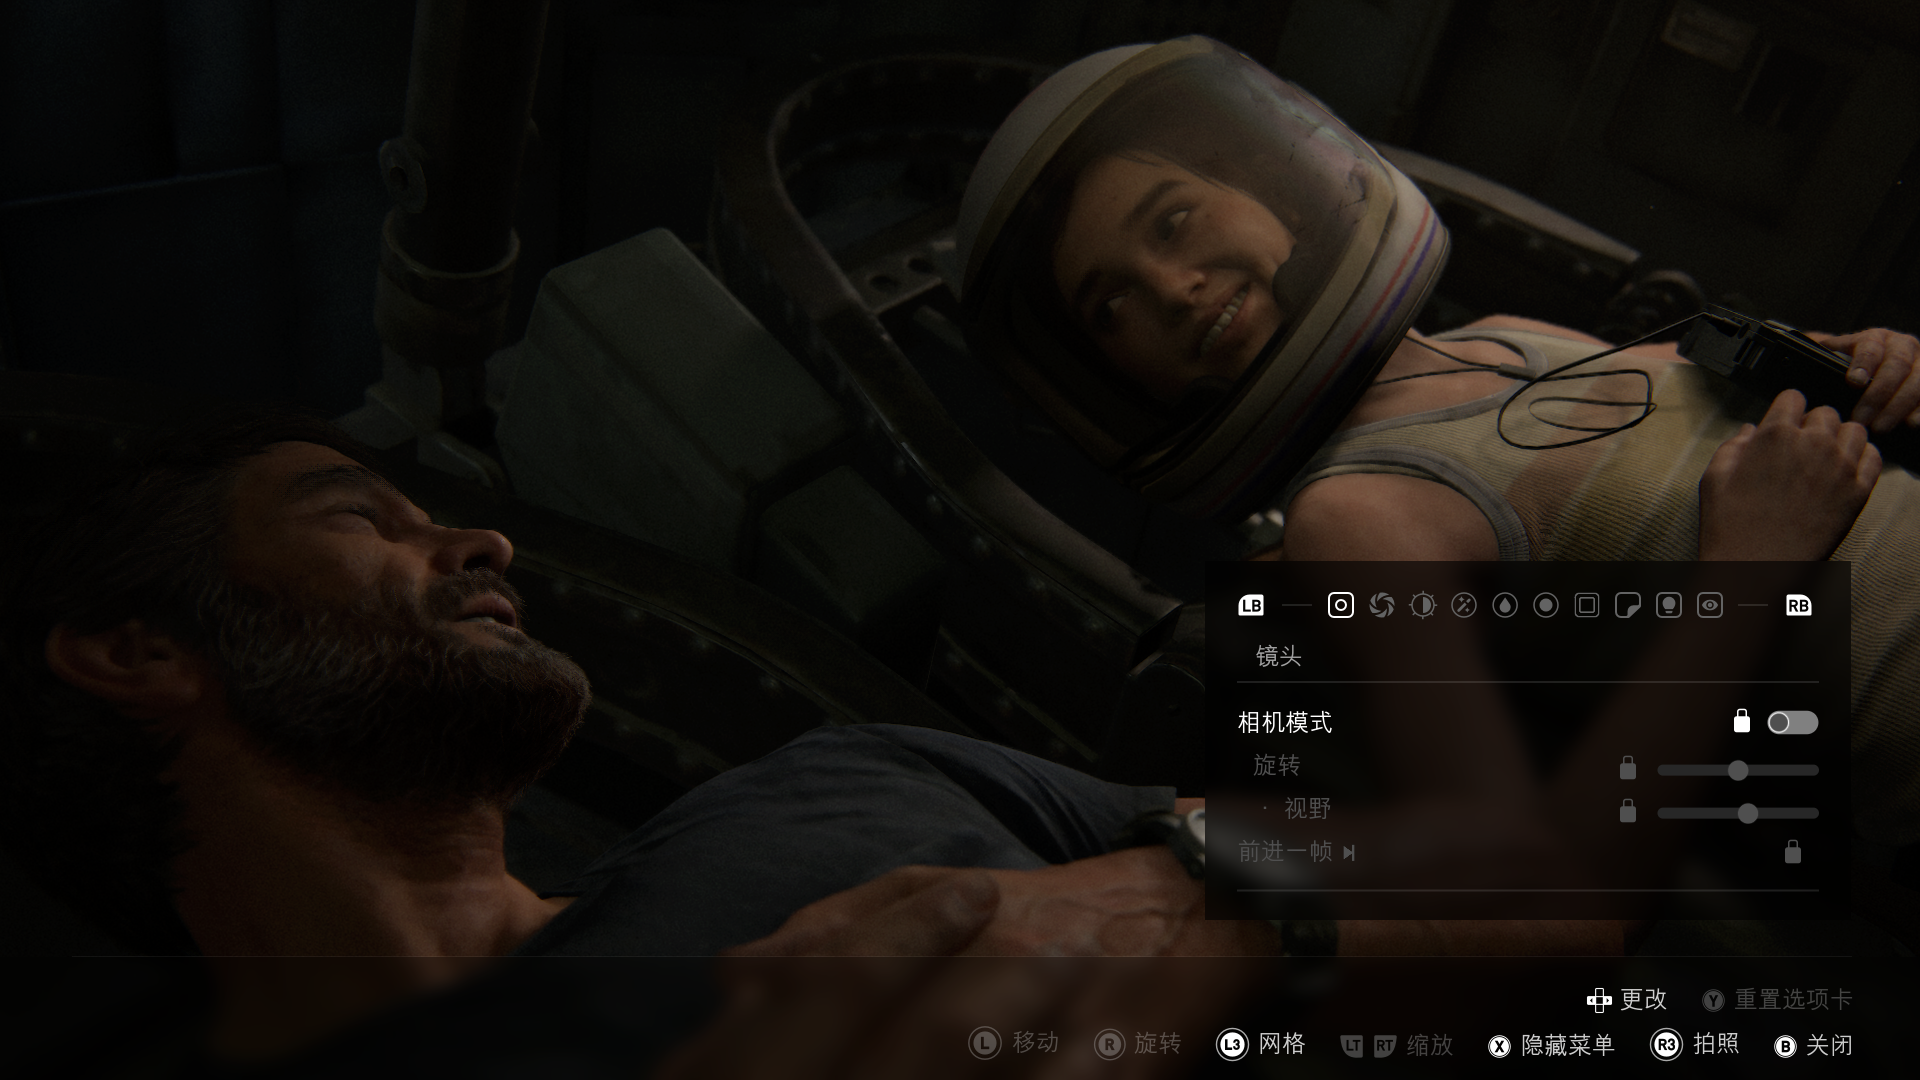 LB RB
镜头
相机模式
旋转
· 视野
前进一帧
更改 Y 重置选项卡
L 移动 R 旋转 L3 网格 LT RT 缩放 X 隐藏菜单 R3 拍照 B 关闭